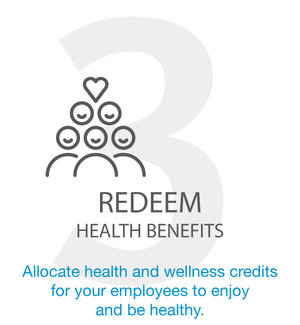 3
REDEEM
HEALTH BENEFITS
Allocate health and wellness credits
for your employees to enjoy
and be healthy.